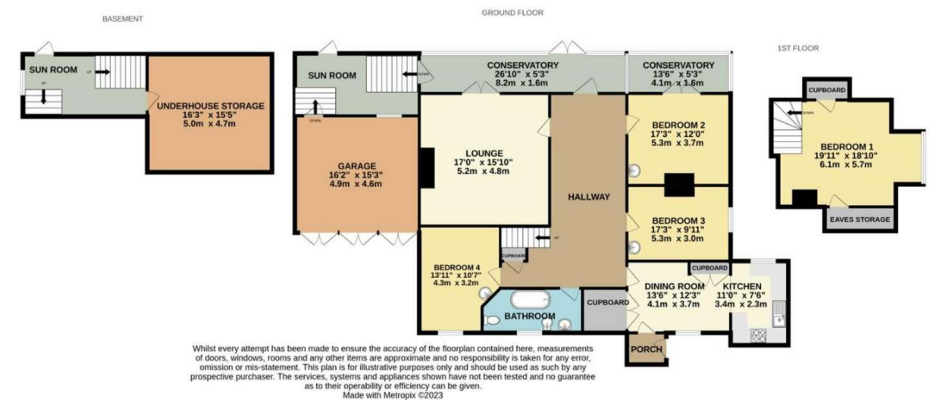 BASEMENT
SUN ROOM
UP
UP
UNDERHOUSE STORAGE
16'3" x 15'5"
5.0m x 4.7m
GROUND FLOOR
SUN ROOM
DOWN
DOWN
CONSERVATORY
26'10" x 5'3"
8.2m x 1.6m
CONSERVATORY
13'6" x 5'3"
4.1m x 1.6m
GARAGE
16'2" x 15'3"
4.9m x 4.6m
LOUNGE
17'0" x 15'10"
5.2m x 4.8m
HALLWAY
BEDROOM 2
17'3" x 12'0"
5.3m x 3.7m
BEDROOM 3
17'3" x 9'11"
5.3m x 3.0m
UP
CUPBOARD
BEDROOM 4
13'11" x 10'7"
4.3m x 3.2m
BATHROOM
CUPBOARD
DINING ROOM
13'6" x 12'3"
4.1m x 3.7m
CUPBOARD
KITCHEN
11'0" x 7'6"
3.4m x 2.3m
PORCH
1ST FLOOR
CUPBOARD
DOWN
BEDROOM 1
19'11" x 18'10"
6.1m x 5.7m
EAVES STORAGE
Whilst every attempt has been made to ensure the accuracy of the floorplan contained here, measurements
of doors, windows, rooms and any other items are approximate and no responsibility is taken for any error,
omission or mis-statement. This plan is for illustrative purposes only and should be used as such by any
prospective purchaser. The services, systems and appliances shown have not been tested and no guarantee
as to their operability or efficiency can be given.
Made with Metropix ©2023